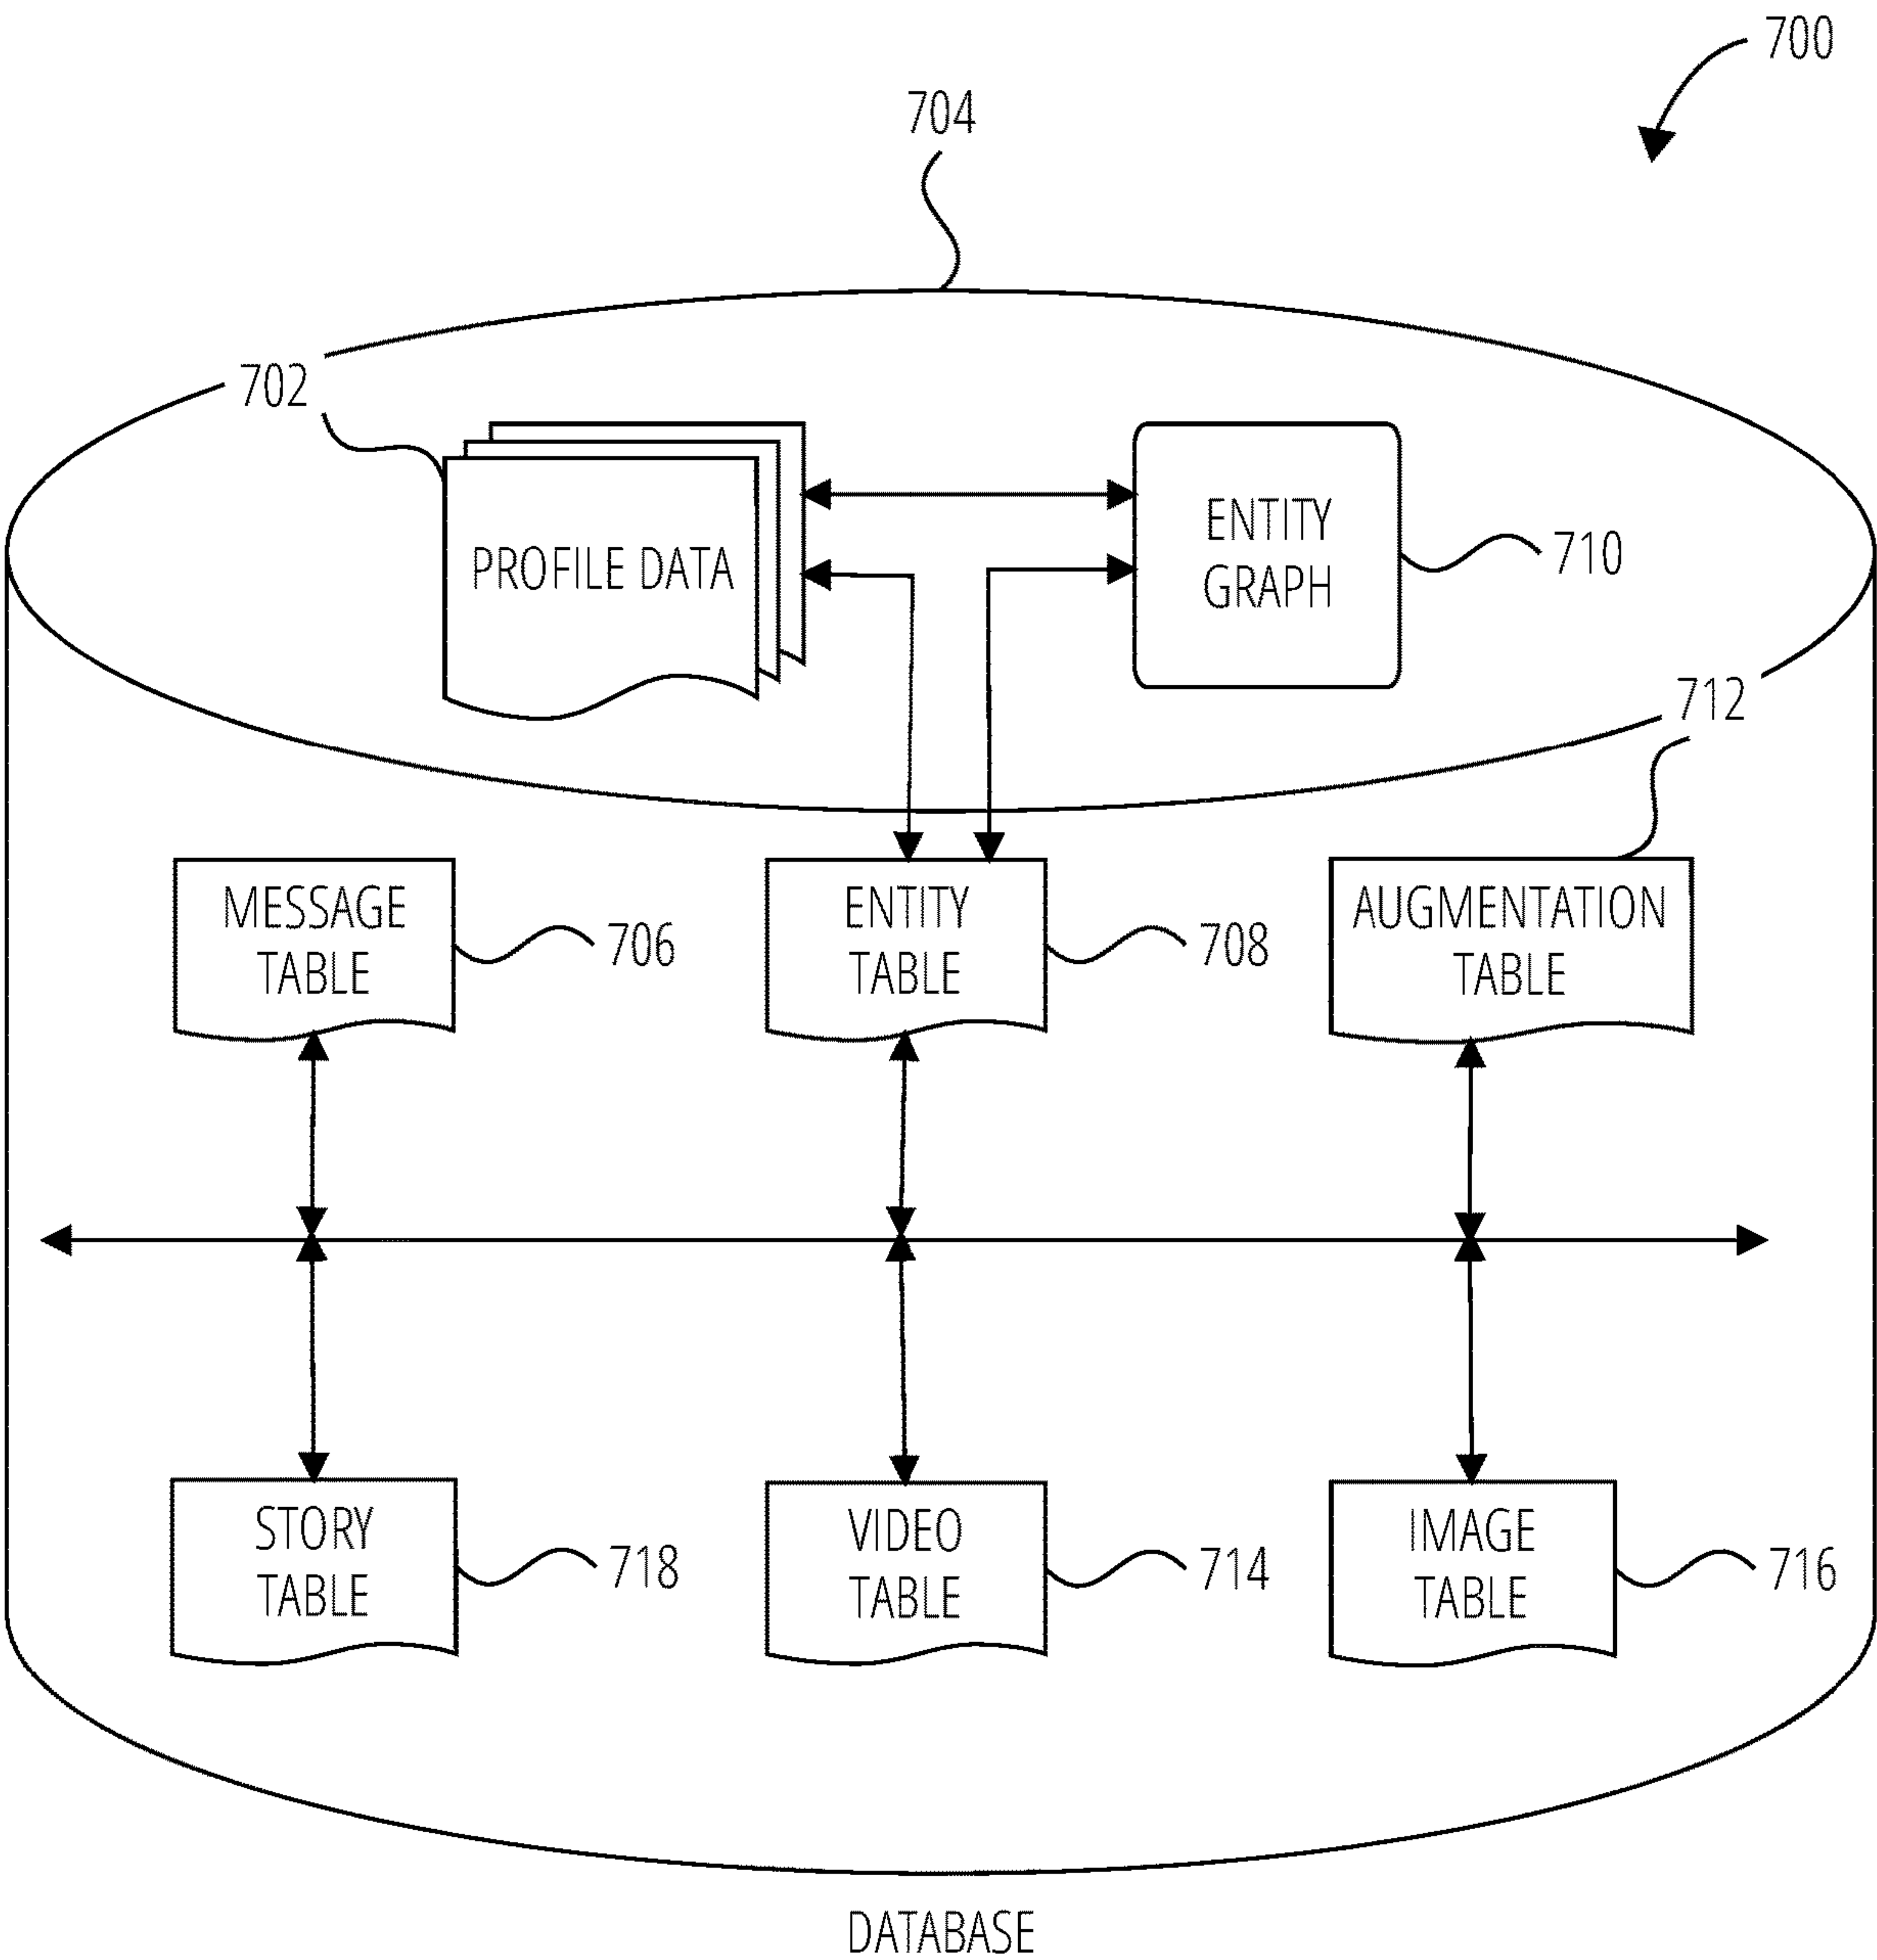 700
704
702
PROFILE DATA
ENTITY
GRAPH
710
712
MESSAGE
TABLE
706
ENTITY
TABLE
708
AUGMENTATION
TABLE
STORY
TABLE
718
VIDEO
TABLE
714
IMAGE
TABLE
716
DATABASE